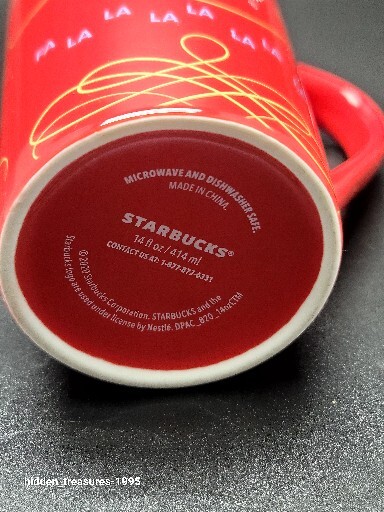 FA LA LA LA LA LA LA
MICROWAVE AND DISHWASHER SAFE.
MADE IN CHINA.
STARBUCKS®
14 fl oz / 414 ml
CONTACT US AT: 1-877-877-6331
©2020 Starbucks Corporation. STARBUCKS and the
Starbucks logo are used under license by Nestlé. DPAC_B20_14ozCTM
hidden_treasures-1995